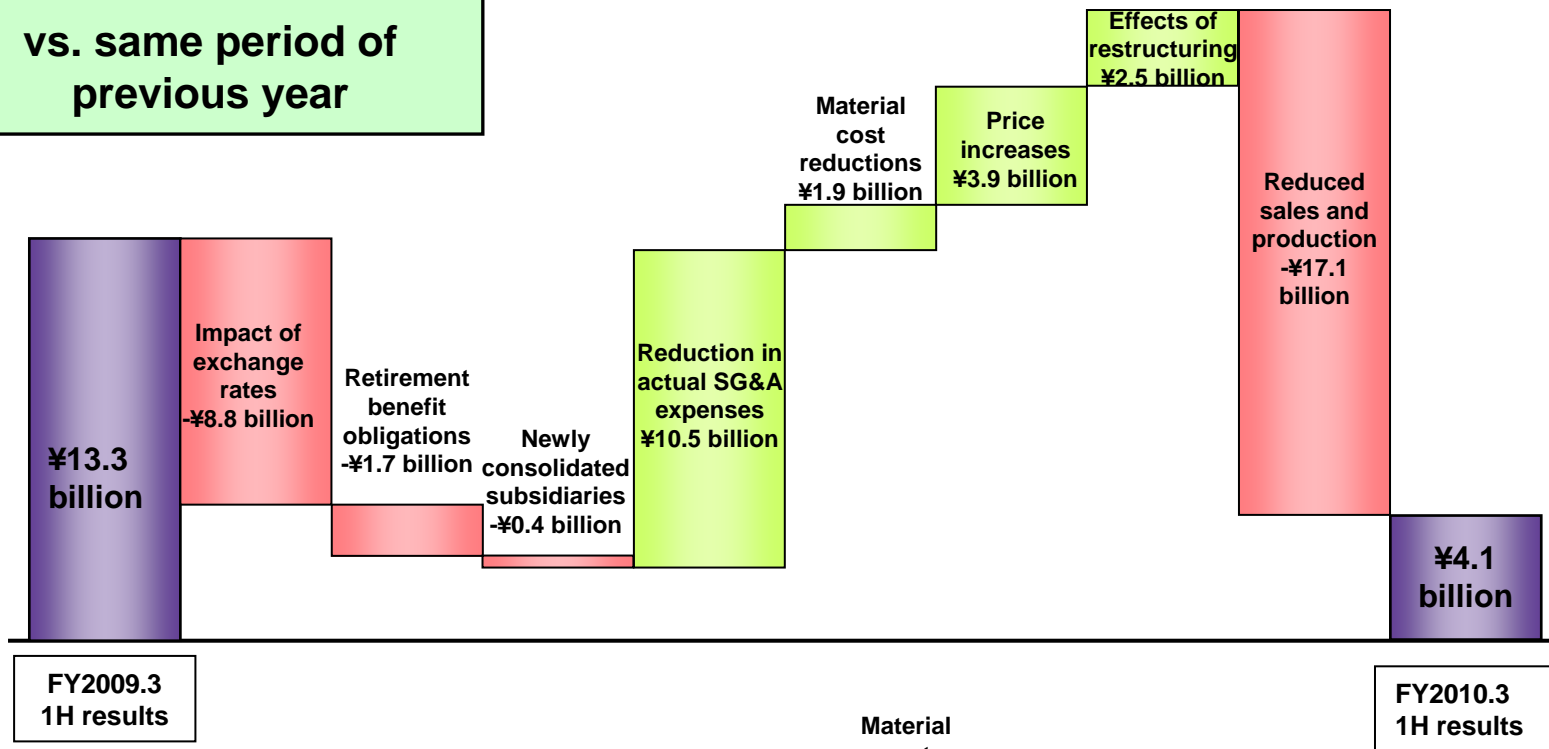 vs. same period of
previous year
¥13.3
billion
Impact of
exchange
rates
-¥8.8 billion
Retirement
benefit
obligations
-¥1.7 billion
Newly
consolidated
subsidiaries
-¥0.4 billion
Reduction in
actual SG&A
expenses
¥10.5 billion
Material
cost
reductions
¥1.9 billion
Price
increases
¥3.9 billion
Effects of
restructuring
¥2.5 billion
Reduced
sales and
production
-¥17.1
billion
¥4.1
billion
FY2009.3
1H results
FY2010.3
1H results
Material